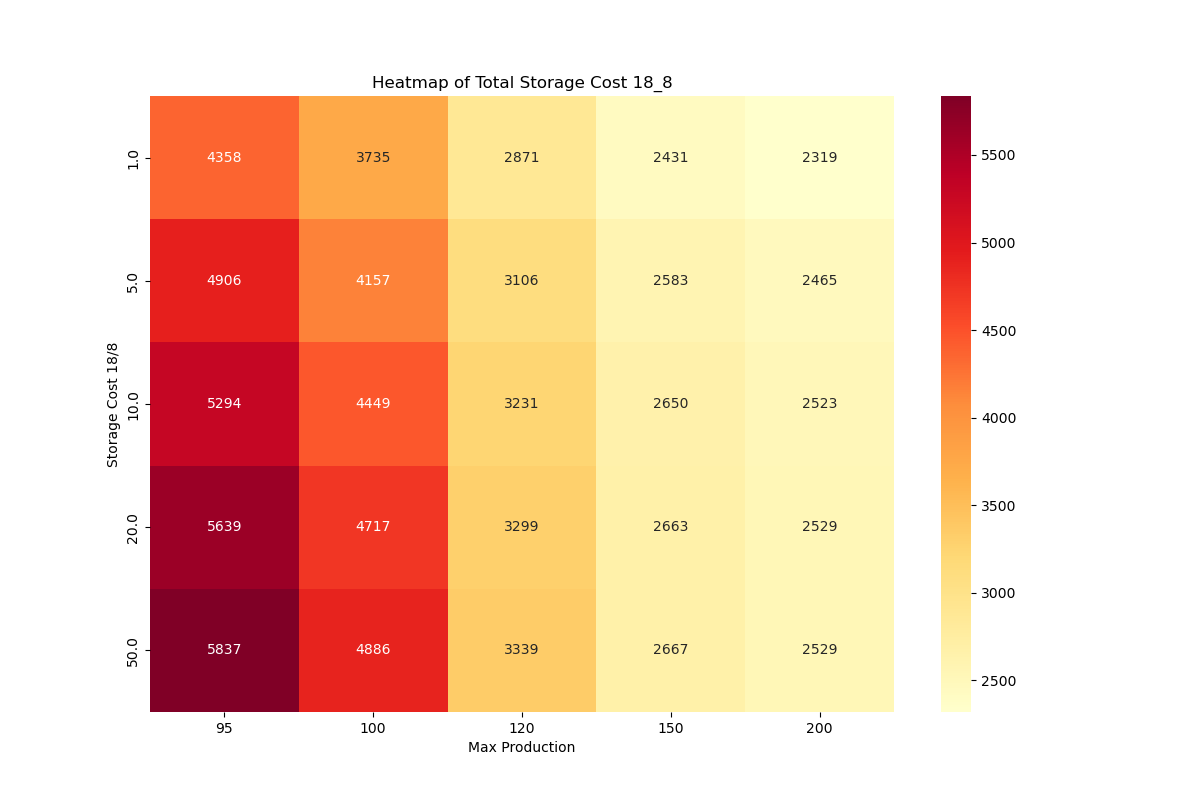 Heatmap of Total Storage Cost 18_8
Storage Cost 18/8
1.0 4358 3735 2871 2431 2319
5.0 4906 4157 3106 2583 2465
10.0 5294 4449 3231 2650 2523
20.0 5639 4717 3299 2663 2529
50.0 5837 4886 3339 2667 2529
95 100 120 150 200
Max Production
5500
5000
4500
4000
3500
3000
2500